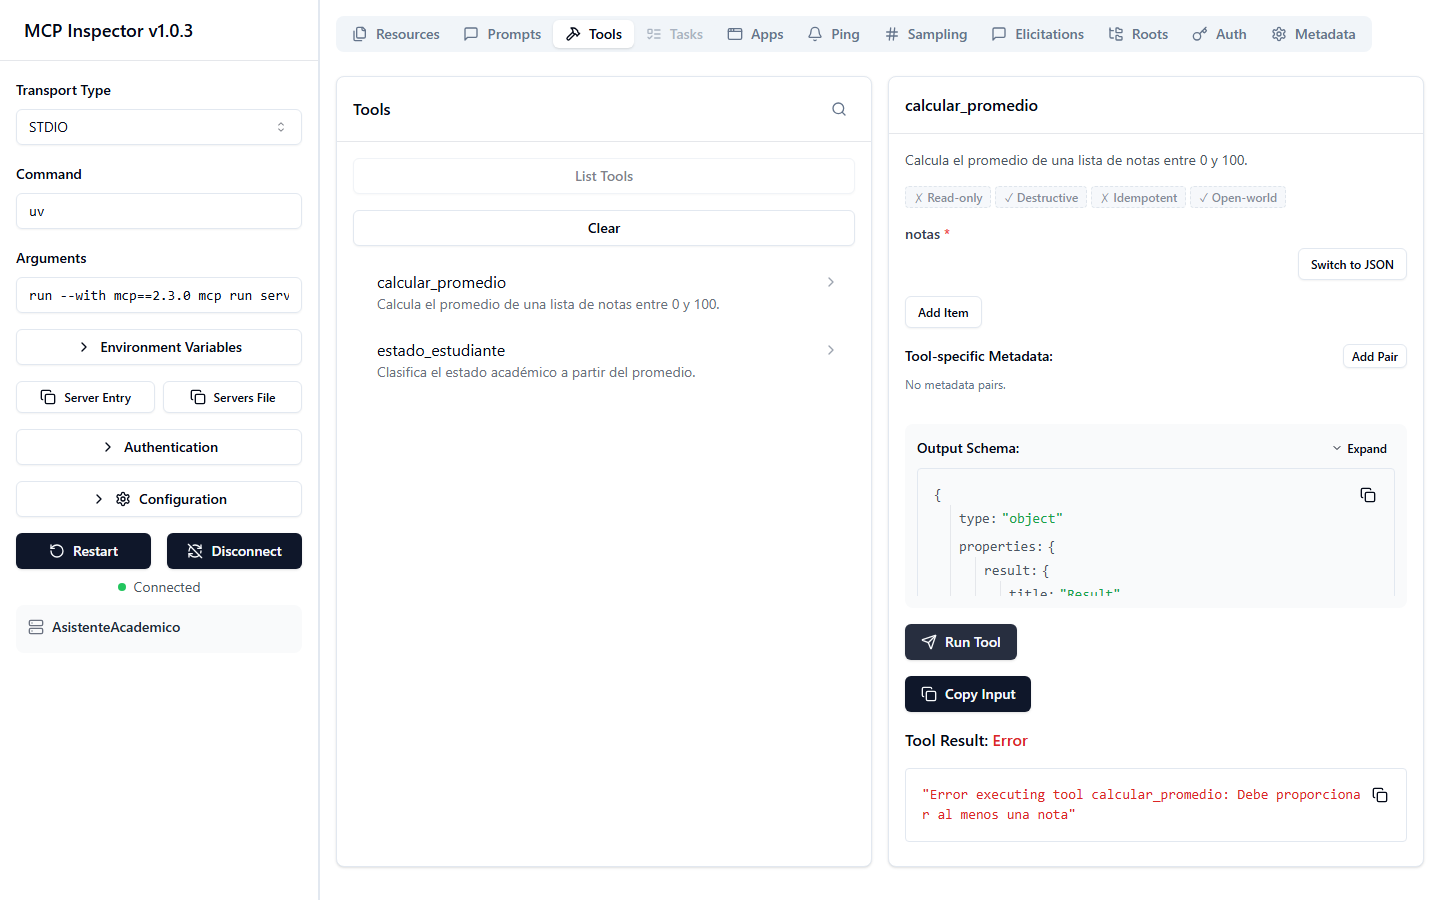 MCP Inspector v1.0.3
Transport Type
STDIO
Command
uv
Arguments
run --with mcp==2.3.0 mcp run serv
Environment Variables
Server Entry
Servers File
Authentication
Configuration
Restart
Disconnect
Connected
AsistenteAcademico
Resources
Prompts
Tools
Tasks
Apps
Ping
Sampling
Elicitations
Roots
Auth
Metadata
Tools
List Tools
Clear
calcular_promedio
Calcula el promedio de una lista de notas entre 0 y 100.
estado_estudiante
Clasifica el estado académico a partir del promedio.
calcular_promedio
Calcula el promedio de una lista de notas entre 0 y 100.
✗ Read-only
✓ Destructive
✗ Idempotent
✓ Open-world
notas *
Switch to JSON
Add Item
Tool-specific Metadata:
Add Pair
No metadata pairs.
Output Schema:
Expand
{
type: "object"
properties: {
result: {
title: "Result"
Run Tool
Copy Input
Tool Result: Error
"Error executing tool calcular_promedio: Debe proporciona
r al menos una nota"